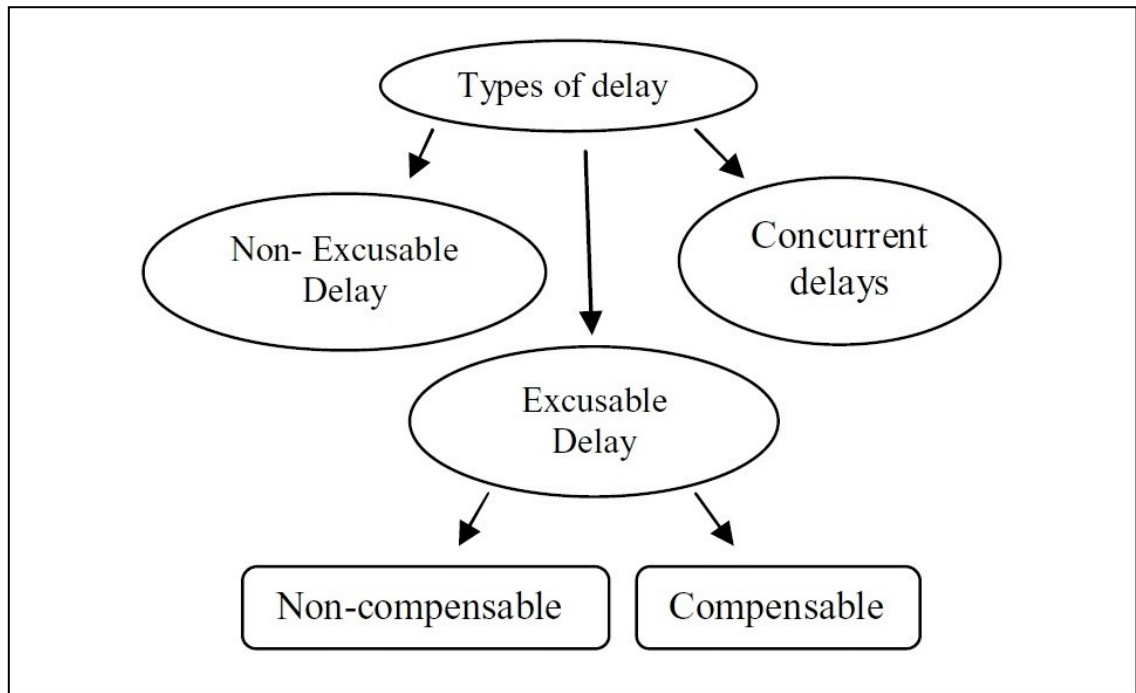 Types of delay
Non- Excusable
Delay
Concurrent
delays
Excusable
Delay
Non-compensable
Compensable